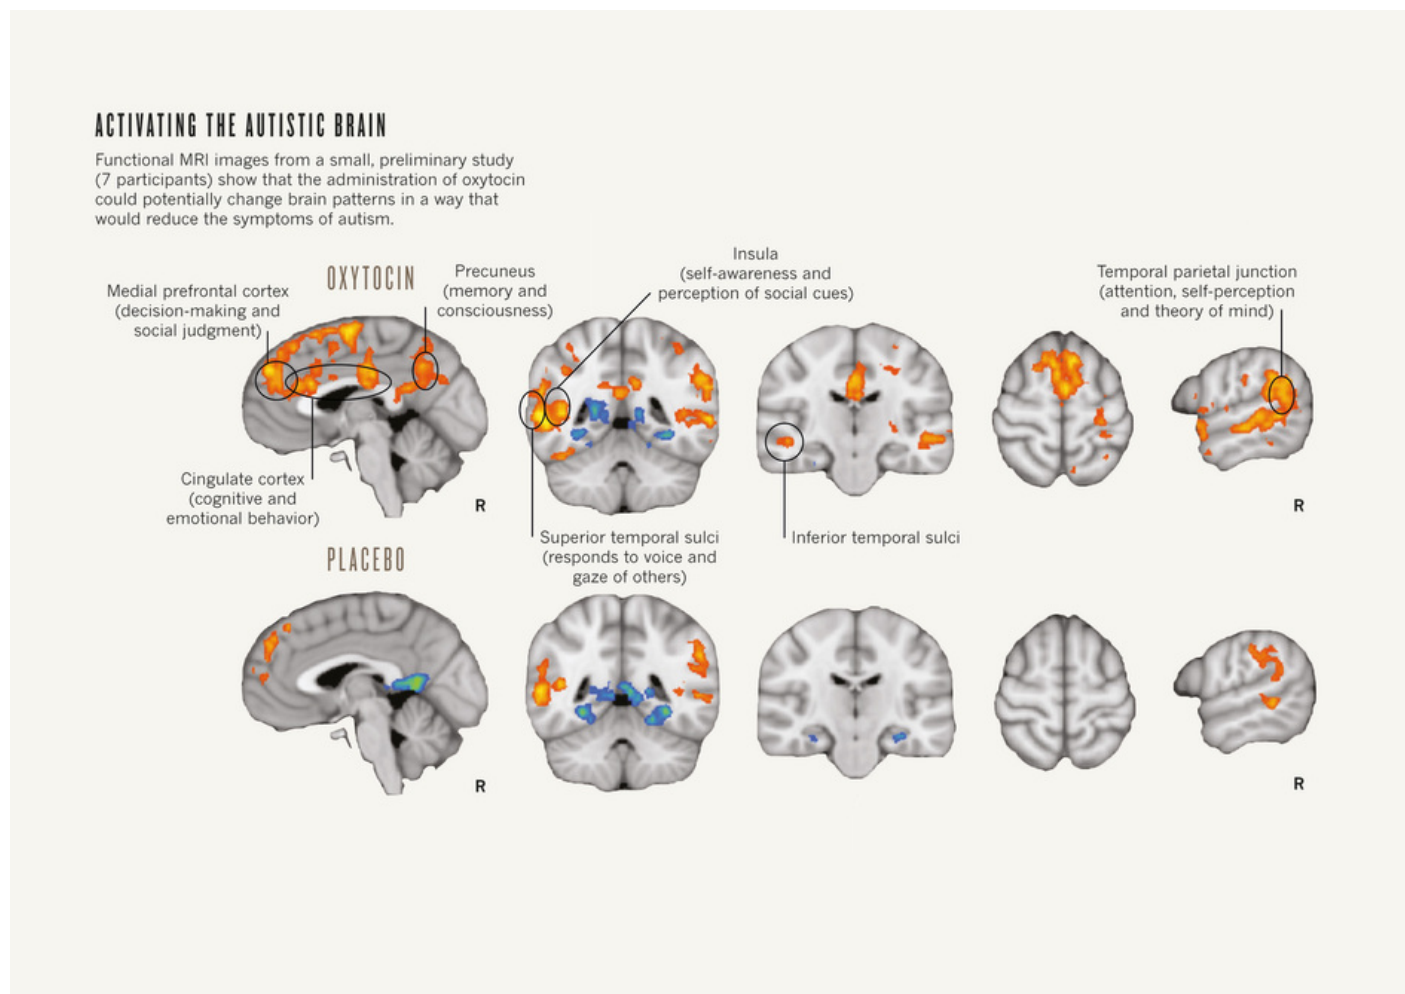 ACTIVATING THE AUTISTIC BRAIN
Functional MRI images from a small, preliminary study
(7 participants) show that the administration of oxytocin
could potentially change brain patterns in a way that
would reduce the symptoms of autism.
OXYTOCIN
Medial prefrontal cortex
(decision-making and
social judgment)
Precuneus
(memory and
consciousness)
Insula
(self-awareness and
perception of social cues)
Temporal parietal junction
(attention, self-perception
and theory of mind)
Cingulate cortex
(cognitive and
emotional behavior)
R
R
Superior temporal sulci
(responds to voice and
gaze of others)
Inferior temporal sulci
PLACEBO
R
R